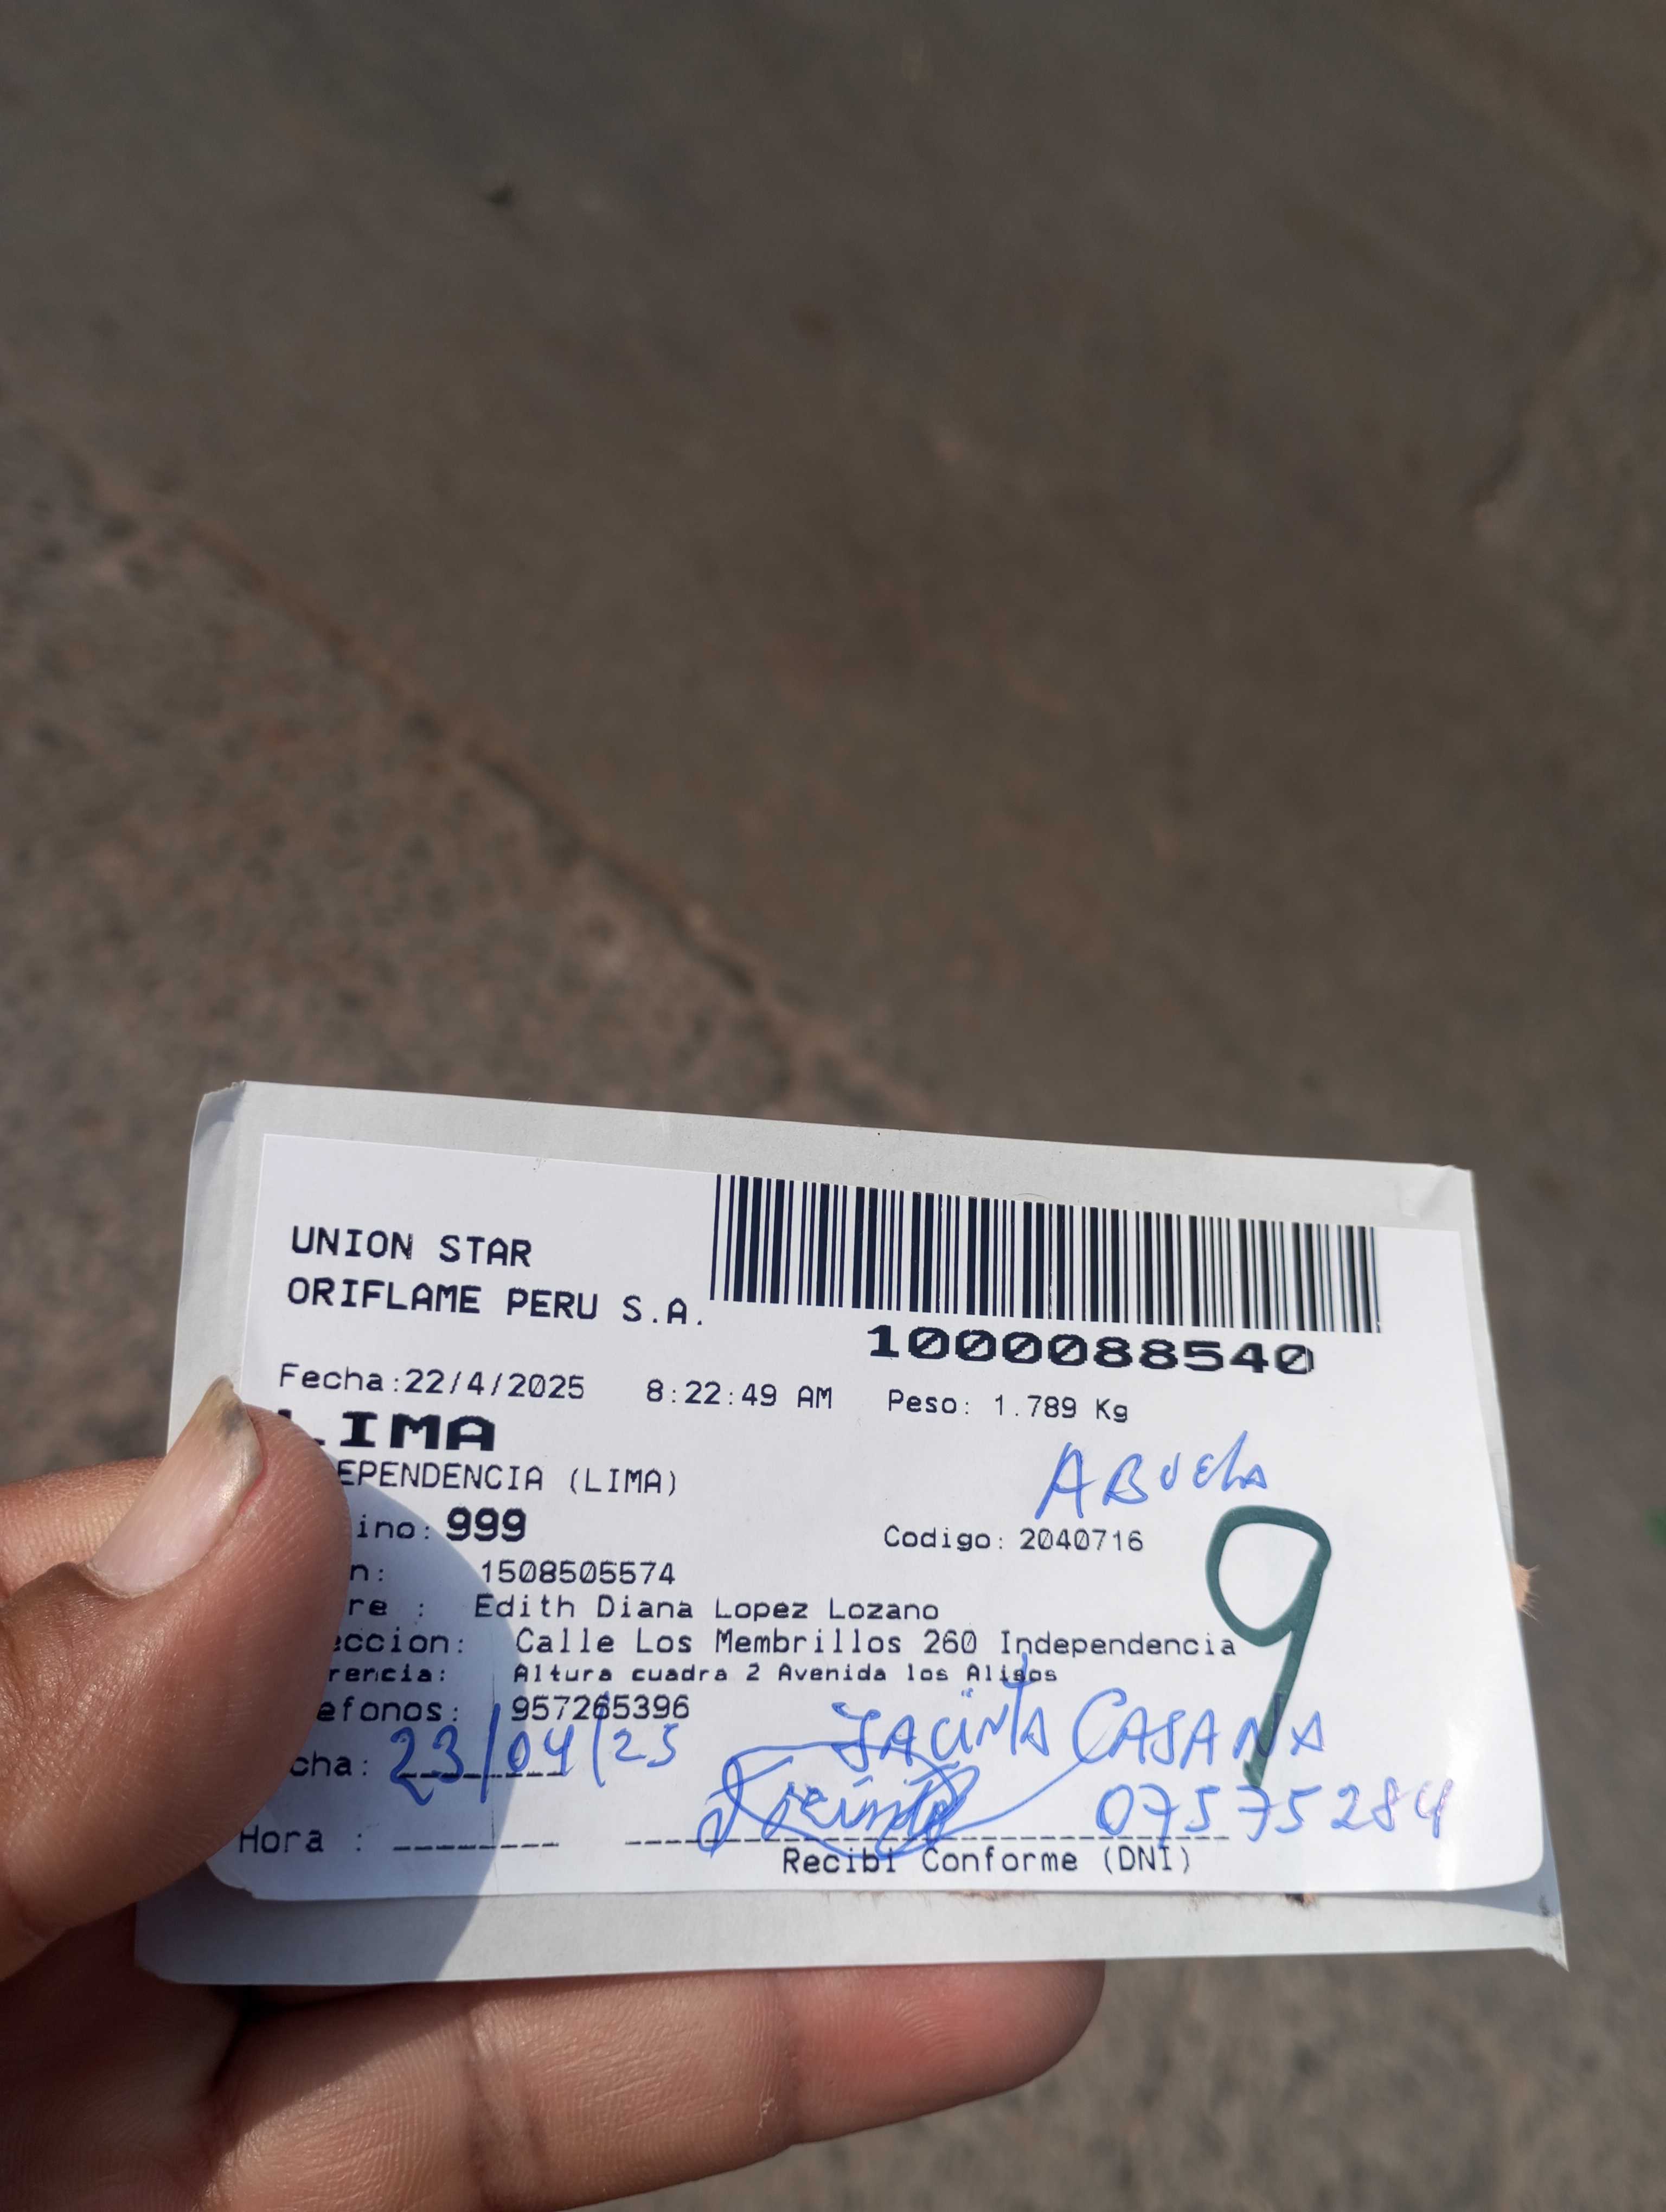 UNION STAR
ORIFLAME PERU S.A.
1000088540
Fecha:22/4/2025 8:22:49 AM Peso: 1.789 Kg
LIMA
EPENDENCIA (LIMA)
ABUELA
ino: 999 Codigo: 2040716
9
n: 1508505574
re : Edith Diana Lopez Lozano
eccion: Calle Los Membrillos 260 Independencia
rencia: Altura cuadra 2 Avenida los Alisos
efonos: 957265396
JACINTA CASANA
cha: 23/04/25
07575284
Hora :
Recibi Conforme (DNI)